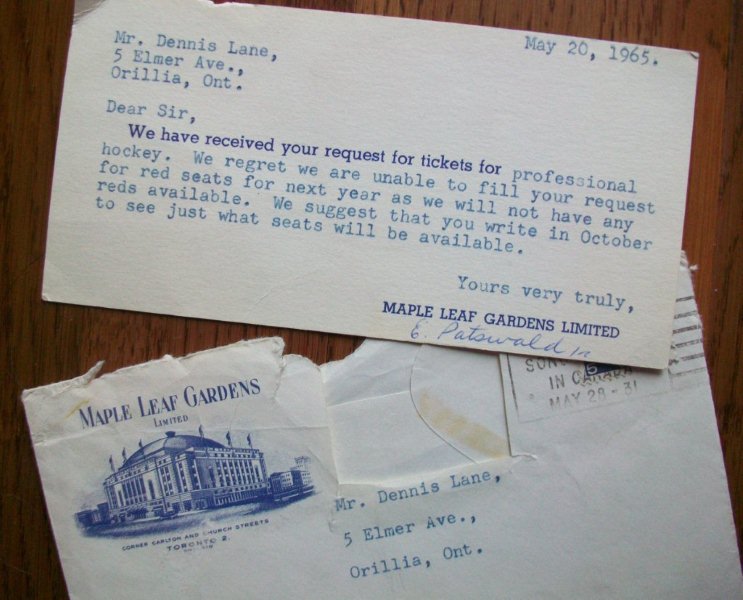 May 20, 1965.
Mr. Dennis Lane,
5 Elmer Ave.,
Orillia, Ont.
Dear Sir,
We have received your request for tickets for professional
hockey. We regret we are unable to fill your request
for red seats for next year as we will not have any
reds available. We suggest that you write in October
to see just what seats will be available.
Yours very truly,
MAPLE LEAF GARDENS LIMITED
E. Patswald
IN CANADA
MAY 28-31
MAPLE LEAF GARDENS
LIMITED
CORNER CARLTON AND CHURCH STREETS
TORONTO 2.
Mr. Dennis Lane,
5 Elmer Ave.,
Orillia, Ont.